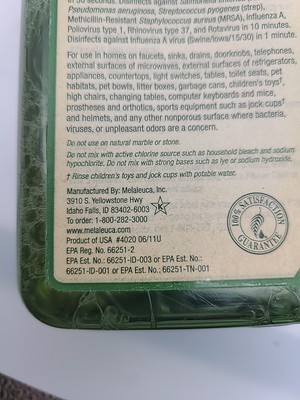 in 30 seconds. Disinfects against Salmonella
Pseudomonas aeruginosa, Streptococcus pyogenes (strep),
Methicillin-Resistant Staphylococcus aureus (MRSA), Influenza A,
Poliovirus type 1, Rhinovirus type 37, and Rotavirus in 10 minutes.
Disinfects against Influenza A virus (Swine/Iowa/15/30) in 1 minute.
For use in homes on faucets, sinks, drains, doorknobs, telephones,
external surfaces of microwaves, external surfaces of refrigerators,
appliances, countertops, light switches, tables, toilet seats, pet
habitats, pet bowls, litter boxes, garbage cans, children's toys†,
high chairs, changing tables, computer keyboards and mice,
prosthetics and orthotics, sports equipment such as jock cups†
and helmets, and any other nonporous surface where bacteria,
viruses, or unpleasant odors are a concern.
Do not use on natural marble or stone.
Do not mix with active chlorine source such as household bleach and sodium
hypochlorite. Do not mix with strong bases such as lye or sodium hydroxide.
† Rinse children's toys and jock cups with potable water.
Manufactured By: Melaleuca, Inc.
3910 S. Yellowstone Hwy
Idaho Falls, ID 83402-6003
To order: 1-800-282-3000
www.melaleuca.com
Product of USA #4020 06/11U
EPA Reg. No. 66251-2
EPA Est. No.: 66251-ID-003 or EPA Est. No.:
66251-ID-001 or EPA Est. No.: 66251-TN-001
100% SATISFACTION
GUARANTEE